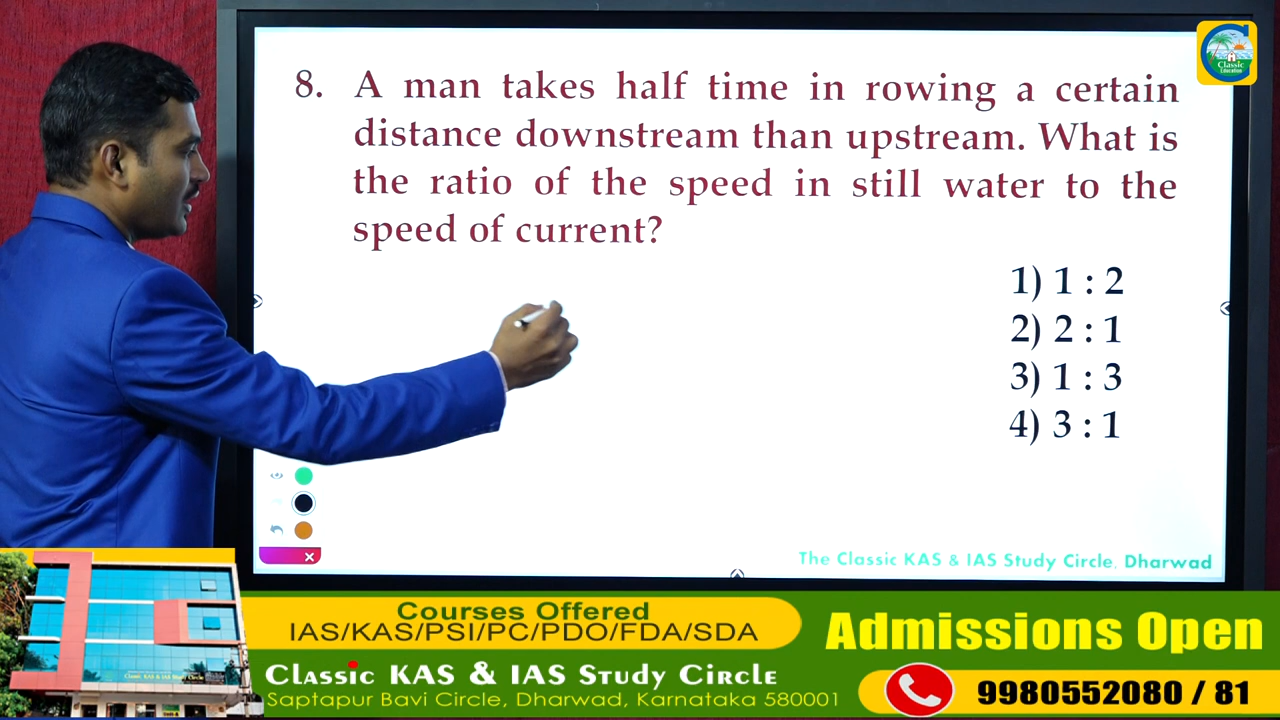 8. A man takes half time in rowing a certain
distance downstream than upstream. What is
the ratio of the speed in still water to the
speed of current?
1) 1 : 2
2) 2 : 1
3) 1 : 3
4) 3 : 1
Classic
Education
The Classic KAS & IAS Study Circle, Dharwad
Courses Offered
IAS/KAS/PSI/PC/PDO/FDA/SDA
Classic KAS & IAS Study Circle
Saptapur Bavi Circle, Dharwad, Karnataka 580001
Admissions Open
9980552080 / 81